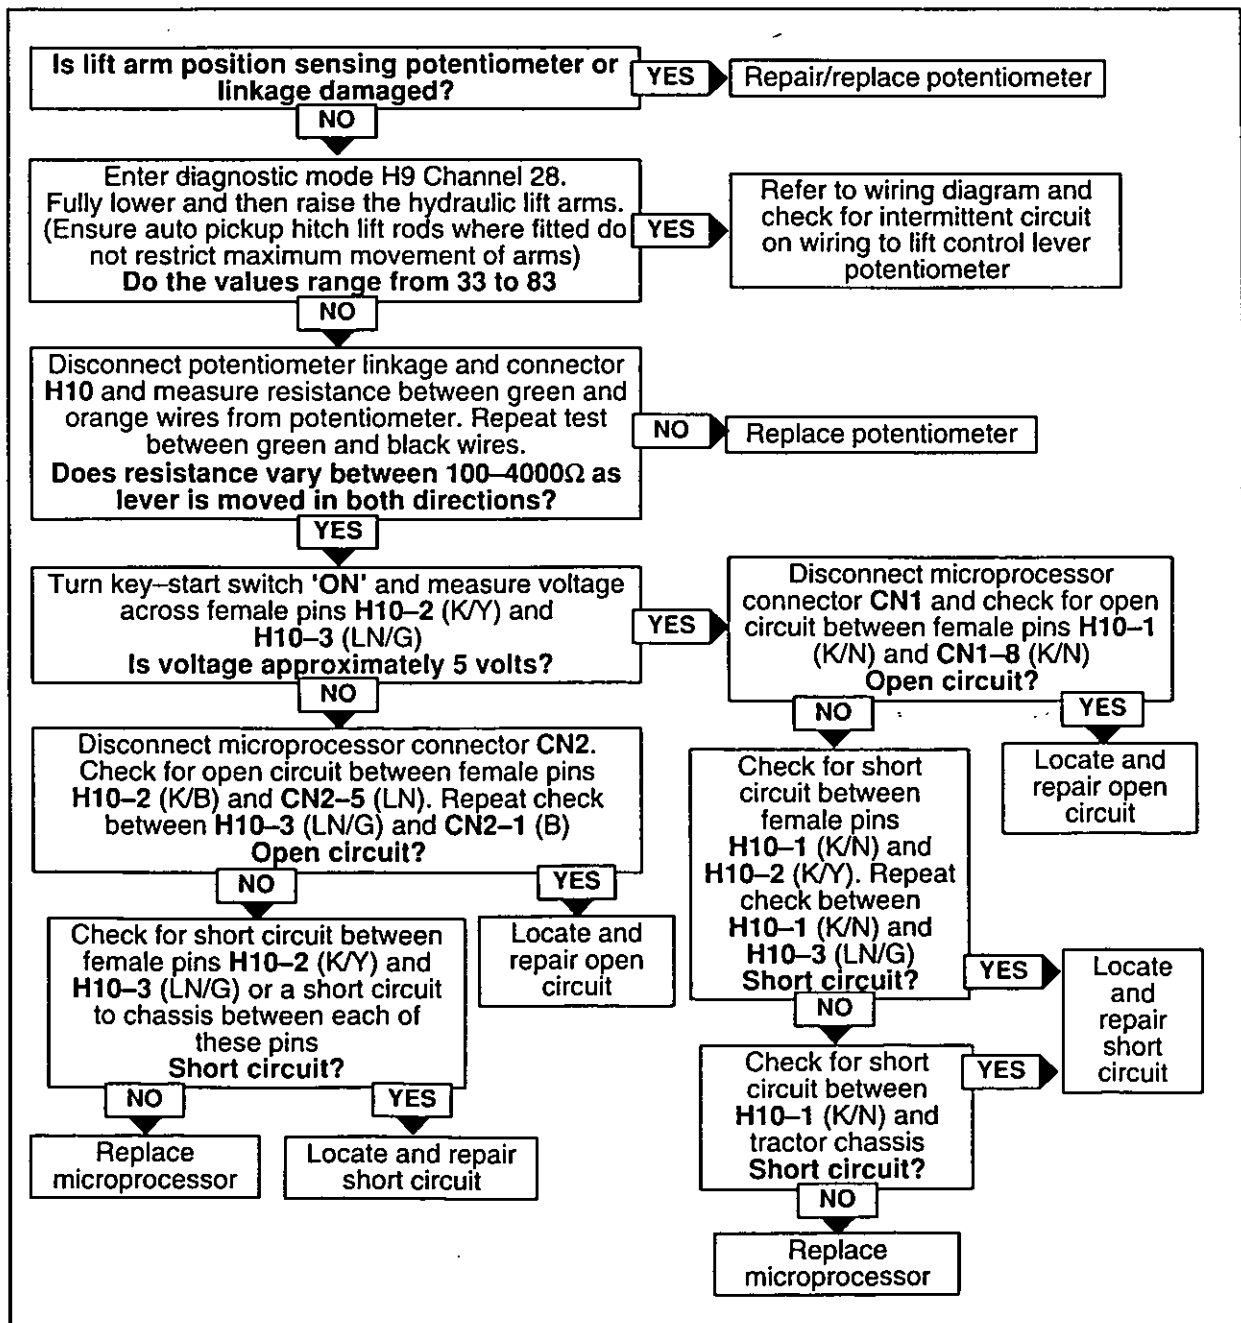 Is lift arm position sensing potentiometer or
linkage damaged?
YES
Repair/replace potentiometer
NO
Enter diagnostic mode H9 Channel 28.
Fully lower and then raise the hydraulic lift arms.
(Ensure auto pickup hitch lift rods where fitted do
not restrict maximum movement of arms)
Do the values range from 33 to 83
YES
Refer to wiring diagram and
check for intermittent circuit
on wiring to lift control lever
potentiometer
NO
Disconnect potentiometer linkage and connector
H10 and measure resistance between green and
orange wires from potentiometer. Repeat test
between green and black wires.
Does resistance vary between 100–4000Ω as
lever is moved in both directions?
NO
Replace potentiometer
YES
Turn key–start switch 'ON' and measure voltage
across female pins H10–2 (K/Y) and
H10–3 (LN/G)
Is voltage approximately 5 volts?
YES
Disconnect microprocessor
connector CN1 and check for open
circuit between female pins H10–1
(K/N) and CN1–8 (K/N)
Open circuit?
NO
Disconnect microprocessor connector CN2.
Check for open circuit between female pins
H10–2 (K/B) and CN2–5 (LN). Repeat check
between H10–3 (LN/G) and CN2–1 (B)
Open circuit?
NO
YES
Check for short circuit between
female pins H10–2 (K/Y) and
H10–3 (LN/G) or a short circuit
to chassis between each of
these pins
Short circuit?
Locate and
repair open
circuit
NO
YES
Replace
microprocessor
Locate and repair
short circuit
NO
YES
Check for short
circuit between
female pins
H10–1 (K/N) and
H10–2 (K/Y). Repeat
check between
H10–1 (K/N) and
H10–3 (LN/G)
Short circuit?
Locate and
repair open
circuit
YES
Locate
and
repair
short
circuit
NO
Check for short
circuit between
H10–1 (K/N) and
tractor chassis
Short circuit?
YES
NO
Replace
microprocessor